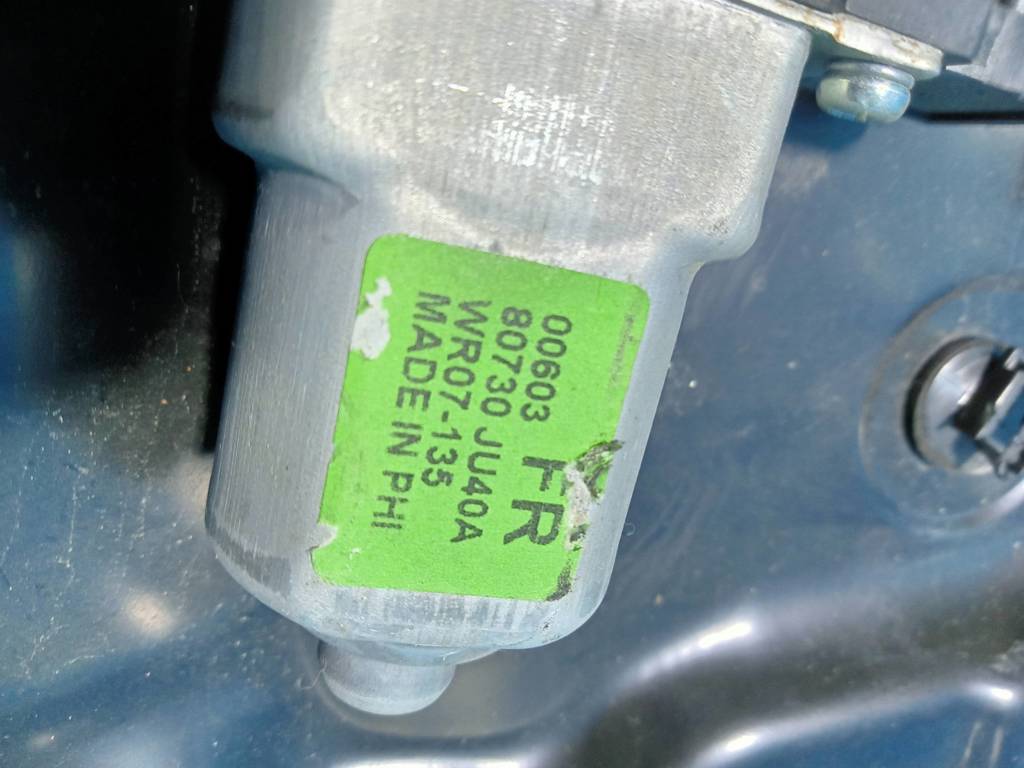 00603 FR
80730 JU40A
WR07-135
MADE IN PHI